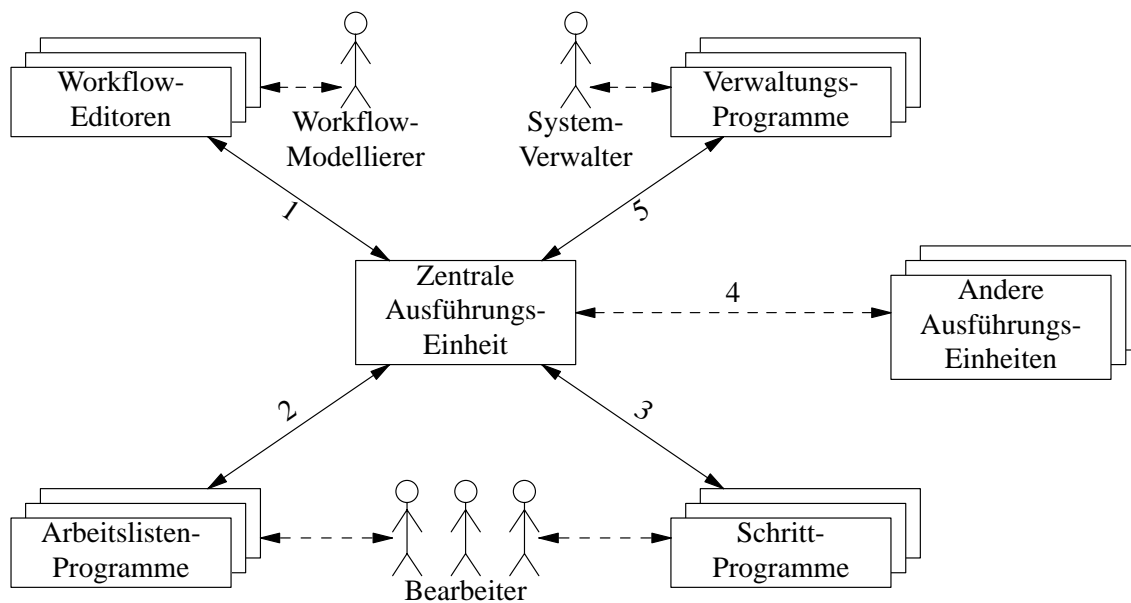 Workflow-
Editoren
Workflow-
Modellierer
System-
Verwalter
Verwaltungs-
Programme
1
5
Zentrale
Ausführungs-
Einheit
4
Andere
Ausführungs-
Einheiten
2
3
Arbeitslisten-
Programme
Bearbeiter
Schritt-
Programme